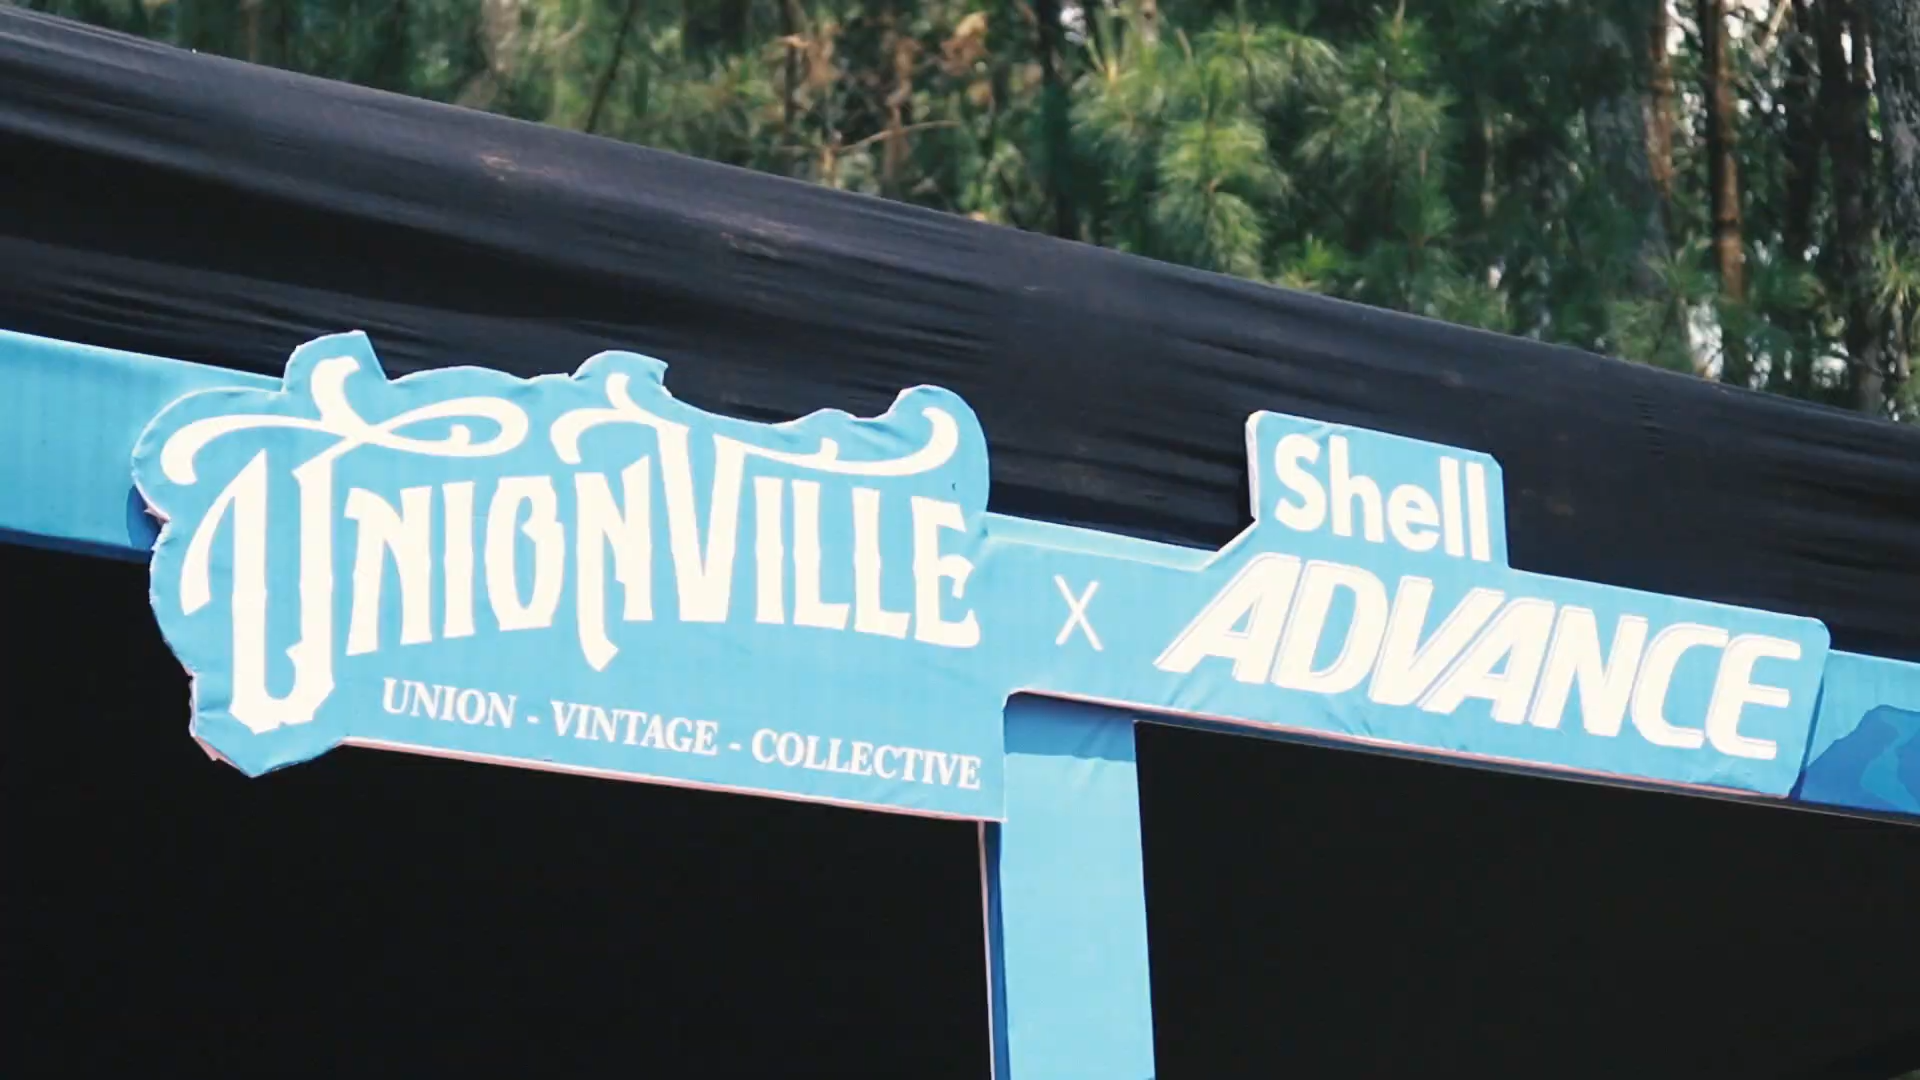 UNIONVILLE
UNION - VINTAGE - COLLECTIVE
X
Shell
ADVANCE